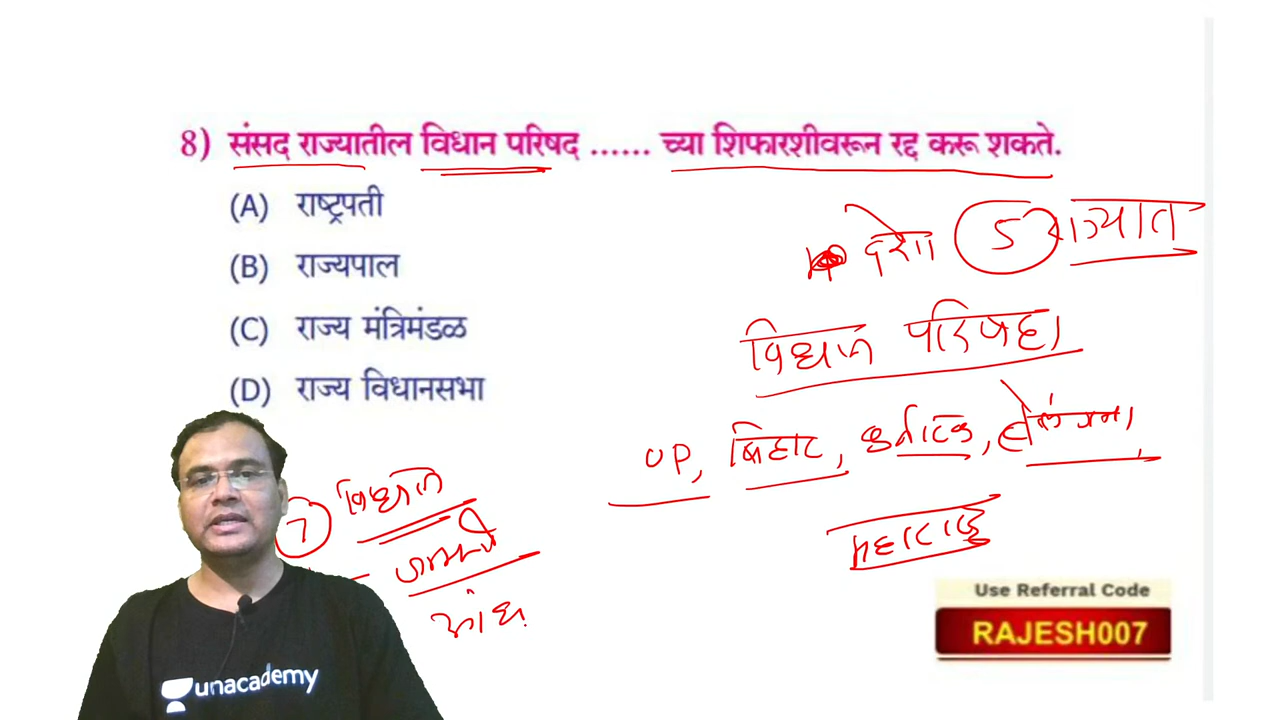 8) संसद राज्यातील विधान परिषद ...... च्या शिफारशीवरून रद्द करू शकते.
(A) राष्ट्रपती
(B) राज्यपाल
(C) राज्य मंत्रिमंडळ
(D) राज्य विधानसभा
5 राज्यात
विधान परिषदा
UP, बिहार, कर्नाटक, तेलंगना,
महाराष्ट्र
7 विधान
आंध्र
Use Referral Code
RAJESH007
unacademy